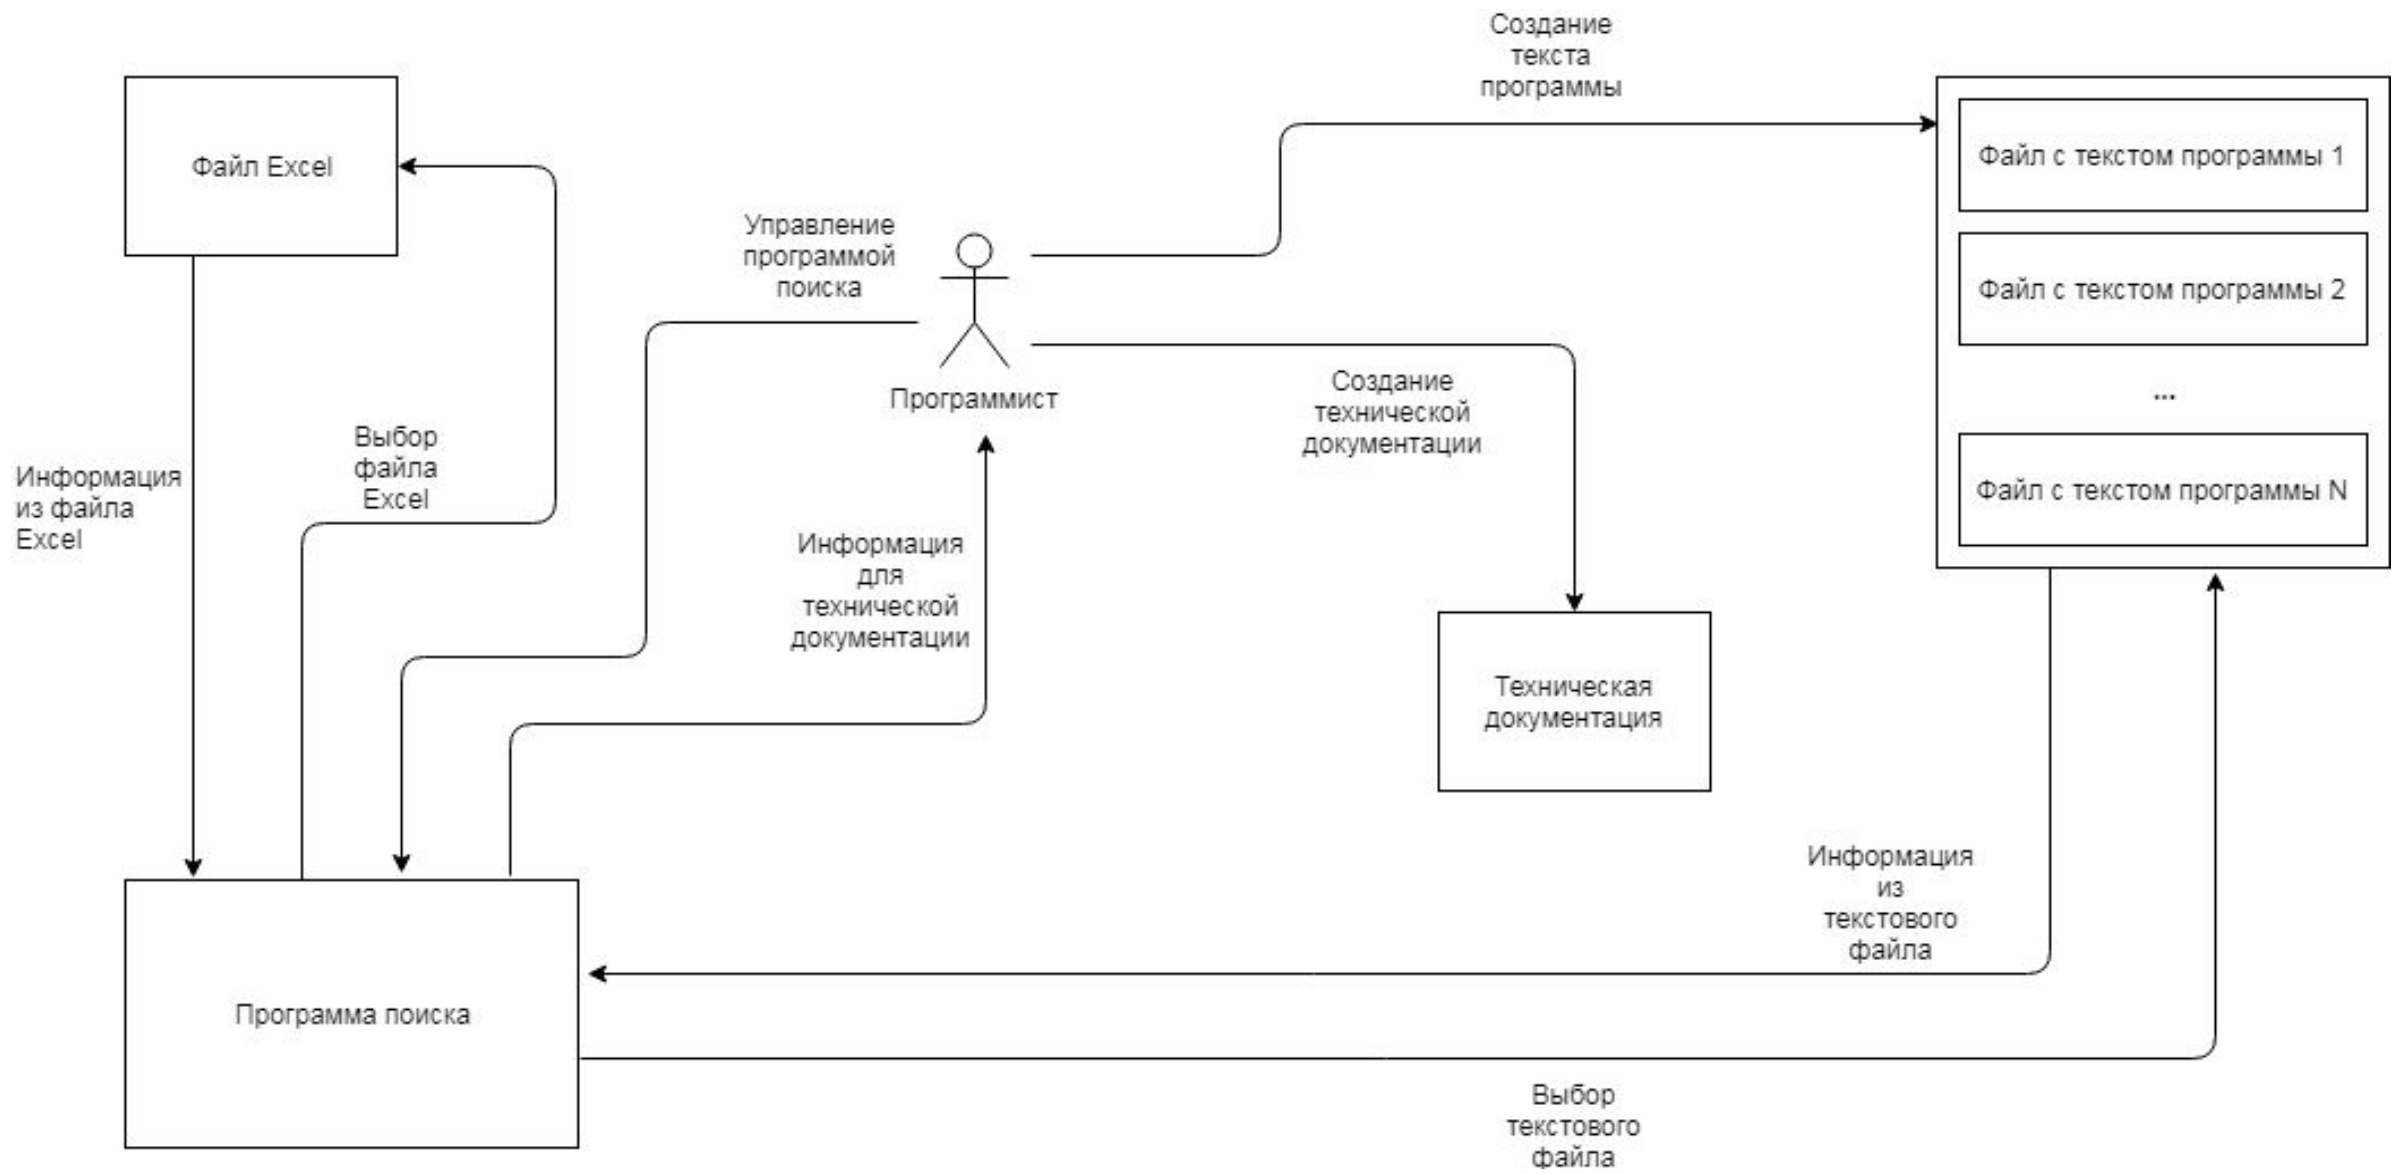 Создание
текста
программы
Файл Excel
Файл с текстом программы 1
Управление
программой
поиска
Файл с текстом программы 2
Программист
Создание
технической
документации
...
Выбор
файла
Excel
Информация
из файла
Excel
Файл с текстом программы N
Информация
для
технической
документации
Техническая
документация
Информация
из
текстового
файла
Программа поиска
Выбор
текстового
файла